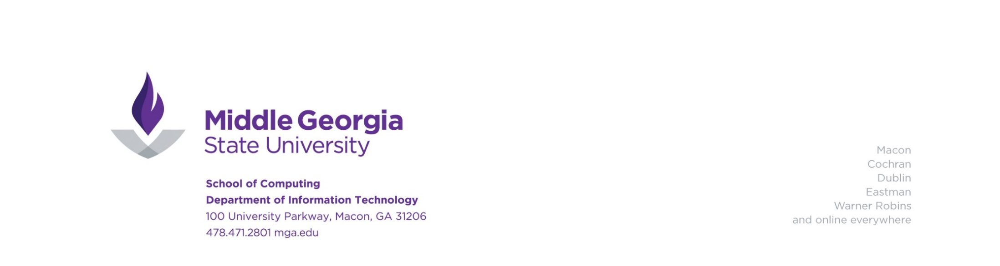 Middle Georgia
State University
School of Computing
Department of Information Technology
100 University Parkway, Macon, GA 31206
478.471.2801 mga.edu
Macon
Cochran
Dublin
Eastman
Warner Robins
and online everywhere